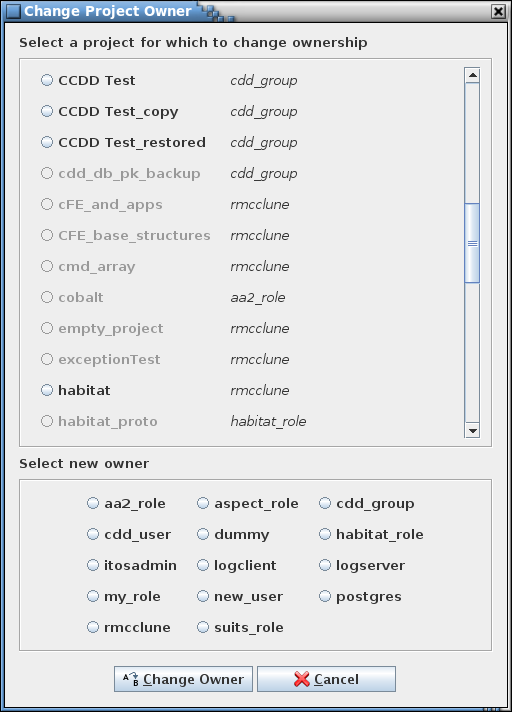 Change Project Owner
Select a project for which to change ownership
CCDD Test cdd_group
CCDD Test_copy cdd_group
CCDD Test_restored cdd_group
cdd_db_pk_backup cdd_group
cFE_and_apps rmcclune
CFE_base_structures rmcclune
cmd_array rmcclune
cobalt aa2_role
empty_project rmcclune
exceptionTest rmcclune
habitat rmcclune
habitat_proto habitat_role
Select new owner
aa2_role aspect_role cdd_group
cdd_user dummy habitat_role
itosadmin logclient logserver
my_role new_user postgres
rmcclune suits_role
A B Change Owner Cancel